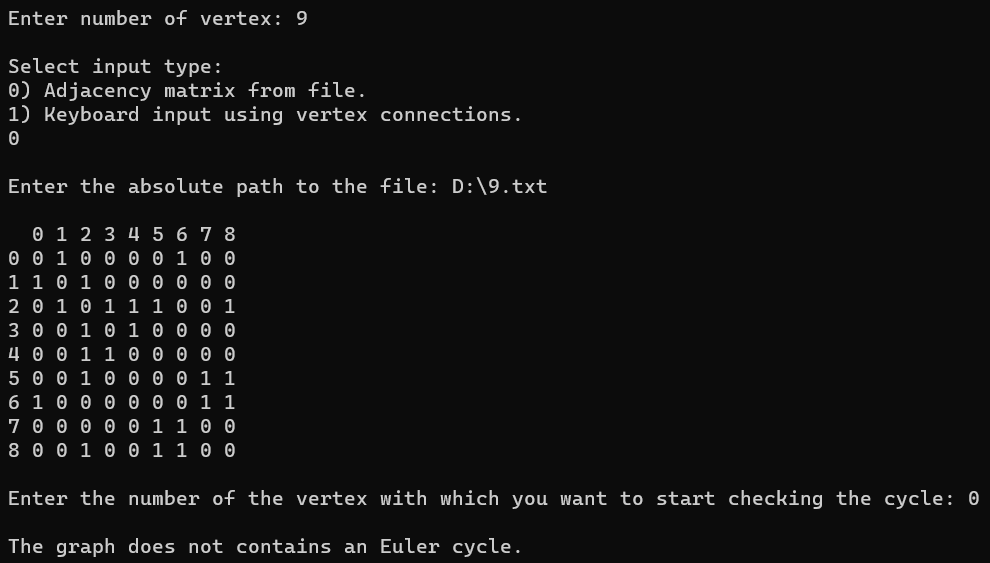 Enter number of vertex: 9
Select input type:
0) Adjacency matrix from file.
1) Keyboard input using vertex connections.
0
Enter the absolute path to the file: D:\9.txt
0 1 2 3 4 5 6 7 8
0 0 1 0 0 0 0 1 0 0
1 1 0 1 0 0 0 0 0 0
2 0 1 0 1 1 1 0 0 1
3 0 0 1 0 1 0 0 0 0
4 0 0 1 1 0 0 0 0 0
5 0 0 1 0 0 0 0 1 1
6 1 0 0 0 0 0 0 1 1
7 0 0 0 0 0 1 1 0 0
8 0 0 1 0 0 1 1 0 0
Enter the number of the vertex with which you want to start checking the cycle: 0
The graph does not contains an Euler cycle.